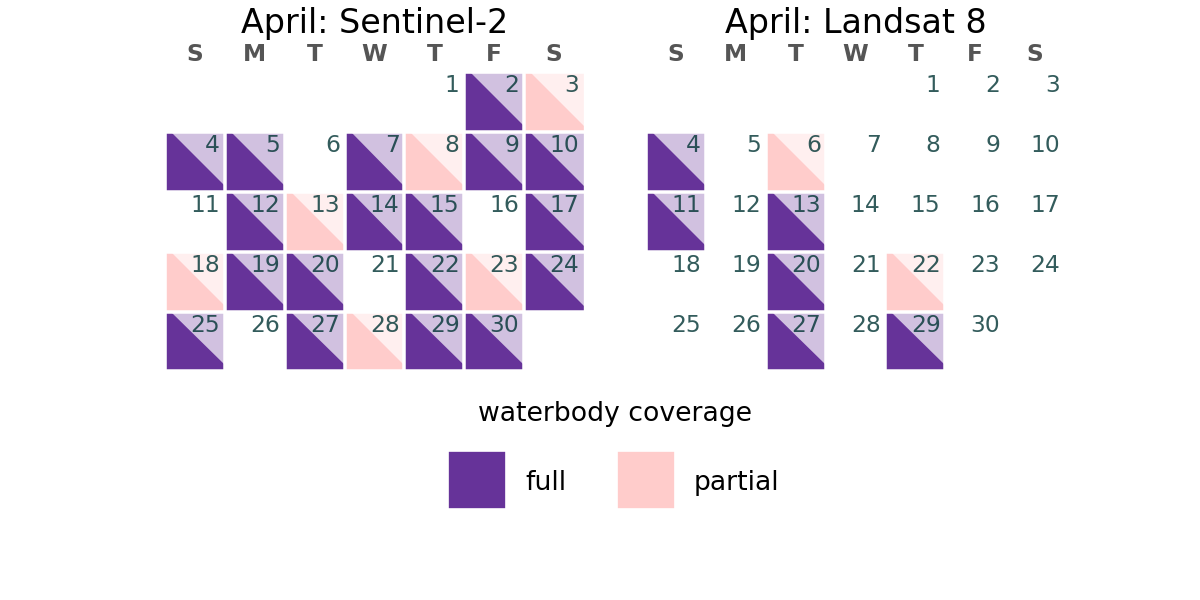 April: Sentinel-2
S M T W T F S
1 2 3
4 5 6 7 8 9 10
11 12 13 14 15 16 17
18 19 20 21 22 23 24
25 26 27 28 29 30
April: Landsat 8
S M T W T F S
1 2 3
4 5 6 7 8 9 10
11 12 13 14 15 16 17
18 19 20 21 22 23 24
25 26 27 28 29 30
waterbody coverage
full
partial